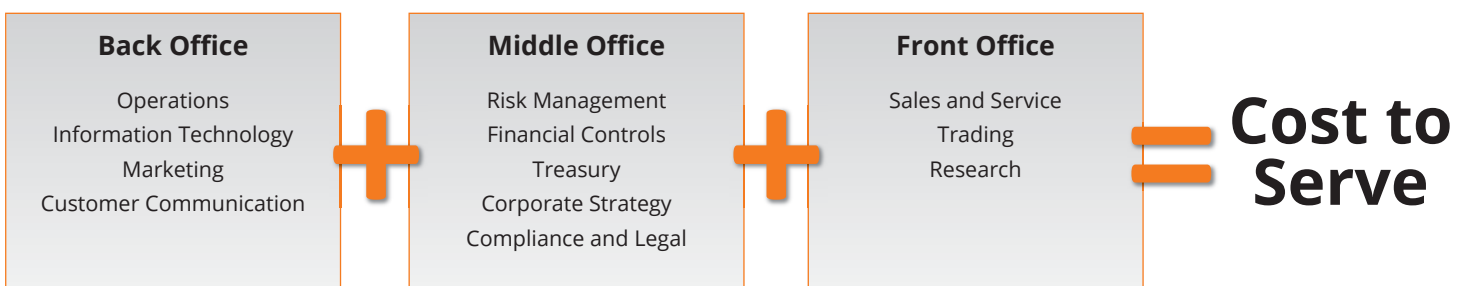 Back Office
Operations
Information Technology
Marketing
Customer Communication
Middle Office
Risk Management
Financial Controls
Treasury
Corporate Strategy
Compliance and Legal
Front Office
Sales and Service
Trading
Research
Cost to
Serve